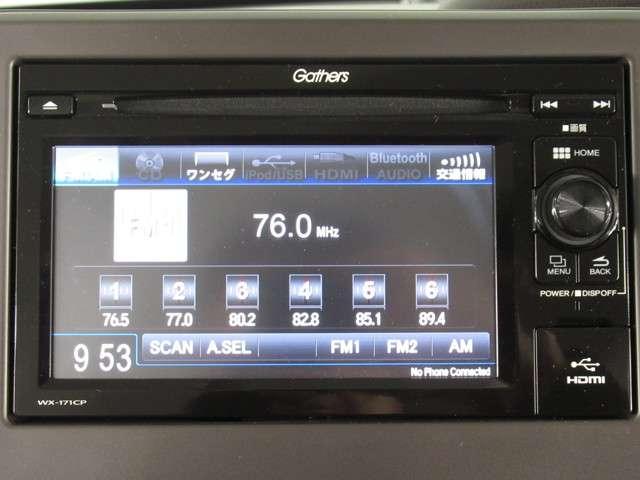 Gathers
■画質
HOME
CD ワンセグ iPod/USB HDMI Bluetooth AUDIO 交通情報
76.0 MHz
1 2 3 4 5 6
76.5 77.0 80.2 82.8 85.1 89.4
MENU BACK
POWER/■DISP OFF
9 53 SCAN A.SEL FM1 FM2 AM
No Phone Connected
HDMI
WX-171CP